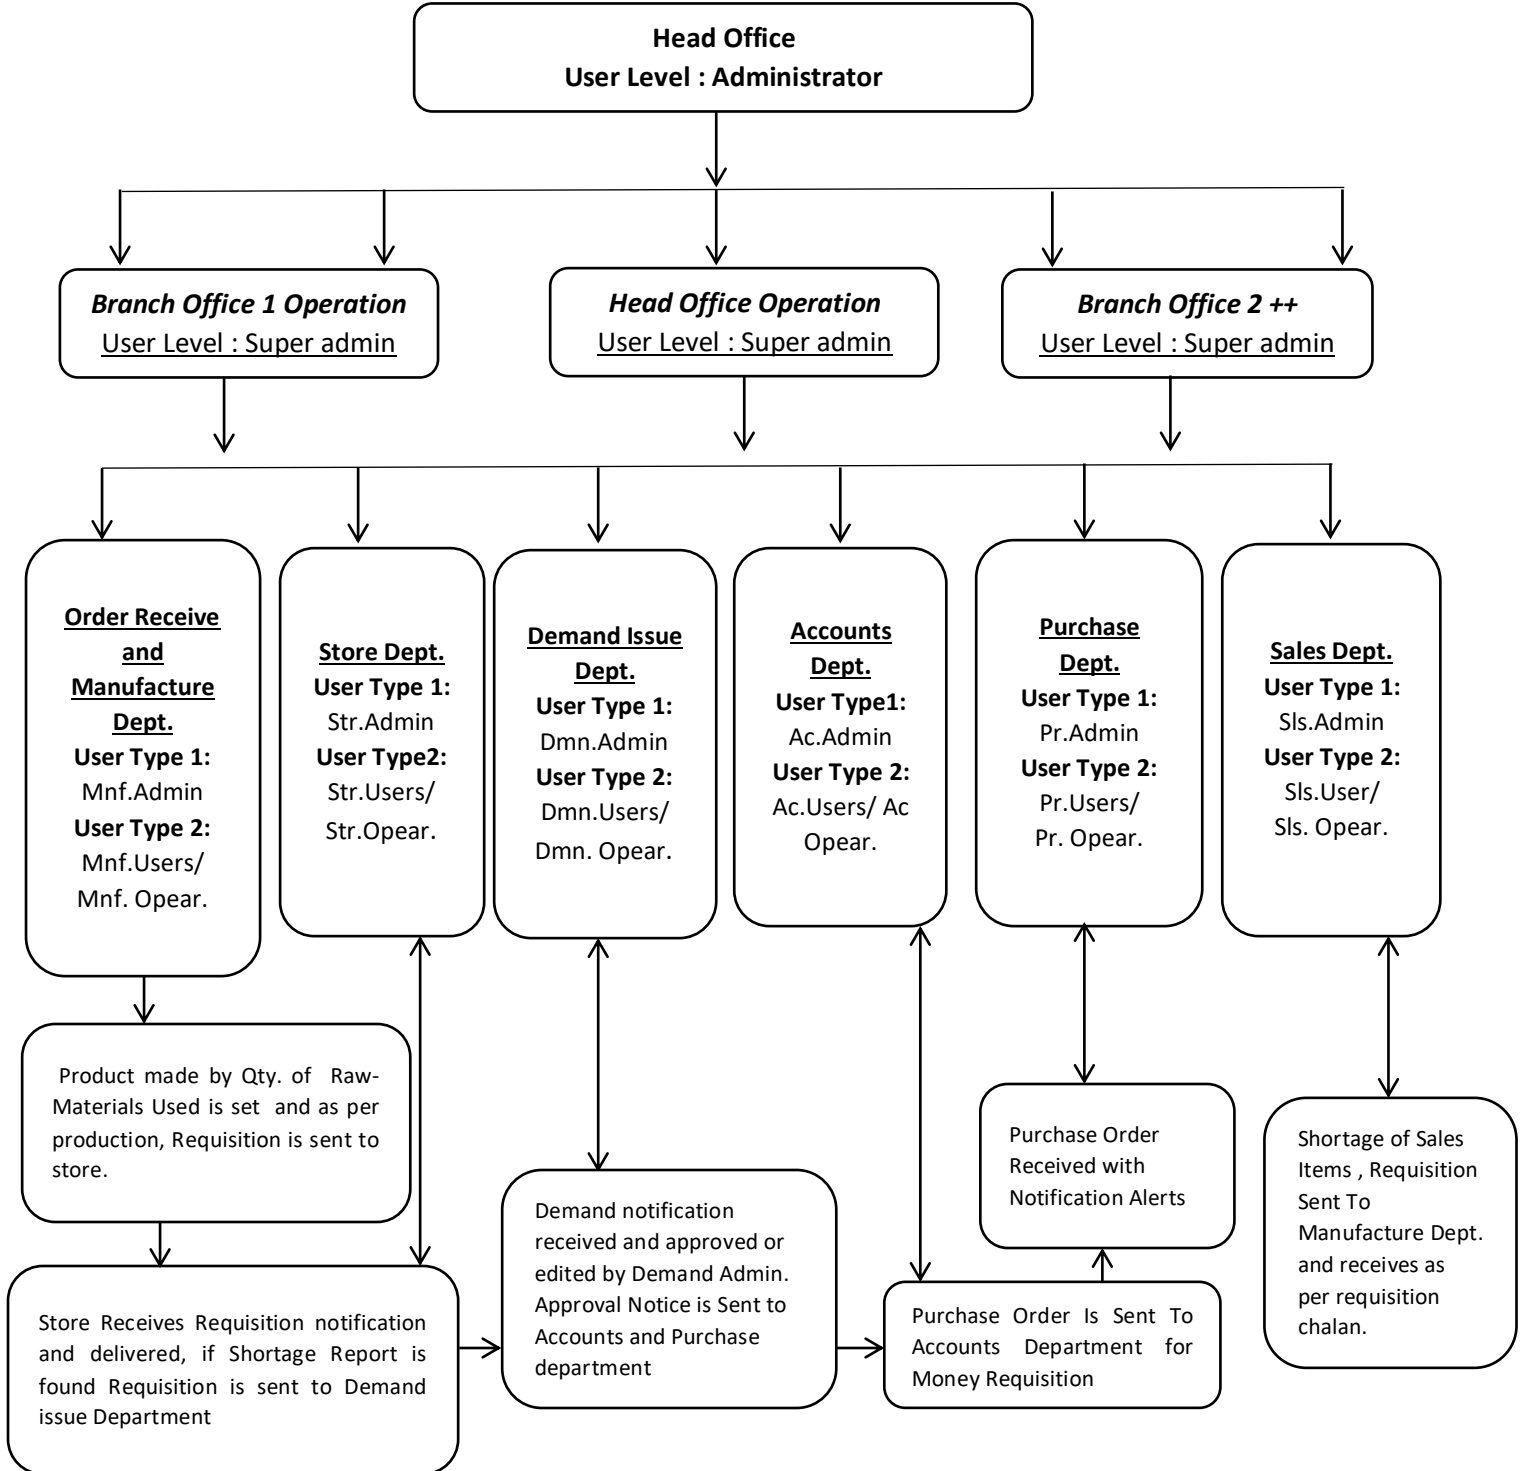 Head Office
User Level : Administrator
Branch Office 1 Operation
User Level : Super admin
Head Office Operation
User Level : Super admin
Branch Office 2 ++
User Level : Super admin
Order Receive
and
Manufacture
Dept.
User Type 1:
Mnf.Admin
User Type 2:
Mnf.Users/
Mnf. Opear.
Store Dept.
User Type 1:
Str.Admin
User Type2:
Str.Users/
Str.Opear.
Demand Issue
Dept.
User Type 1:
Dmn.Admin
User Type 2:
Dmn.Users/
Dmn. Opear.
Accounts
Dept.
User Type1:
Ac.Admin
User Type 2:
Ac.Users/ Ac
Opear.
Purchase
Dept.
User Type 1:
Pr.Admin
User Type 2:
Pr.Users/
Pr. Opear.
Sales Dept.
User Type 1:
Sls.Admin
User Type 2:
Sls.User/
Sls. Opear.
Product made by Qty. of Raw-
Materials Used is set and as per
production, Requisition is sent to
store.
Store Receives Requisition notification
and delivered, if Shortage Report is
found Requisition is sent to Demand
issue Department
Demand notification
received and approved or
edited by Demand Admin.
Approval Notice is Sent to
Accounts and Purchase
department
Purchase Order Is Sent To
Accounts Department for
Money Requisition
Purchase Order
Received with
Notification Alerts
Shortage of Sales
Items , Requisition
Sent To
Manufacture Dept.
and receives as
per requisition
chalan.